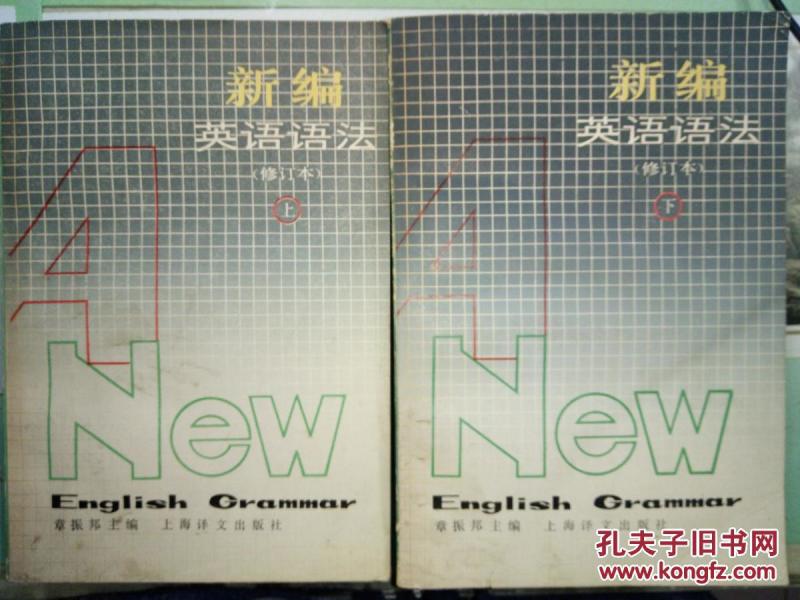 新编
英语语法
(修订本)
上
A
New
English Grammar
章振邦主编 上海译文出版社
新编
英语语法
(修订本)
下
A
New
English Grammar
章振邦主编 上海译文出版社
孔夫子旧书网
www.kongfz.com